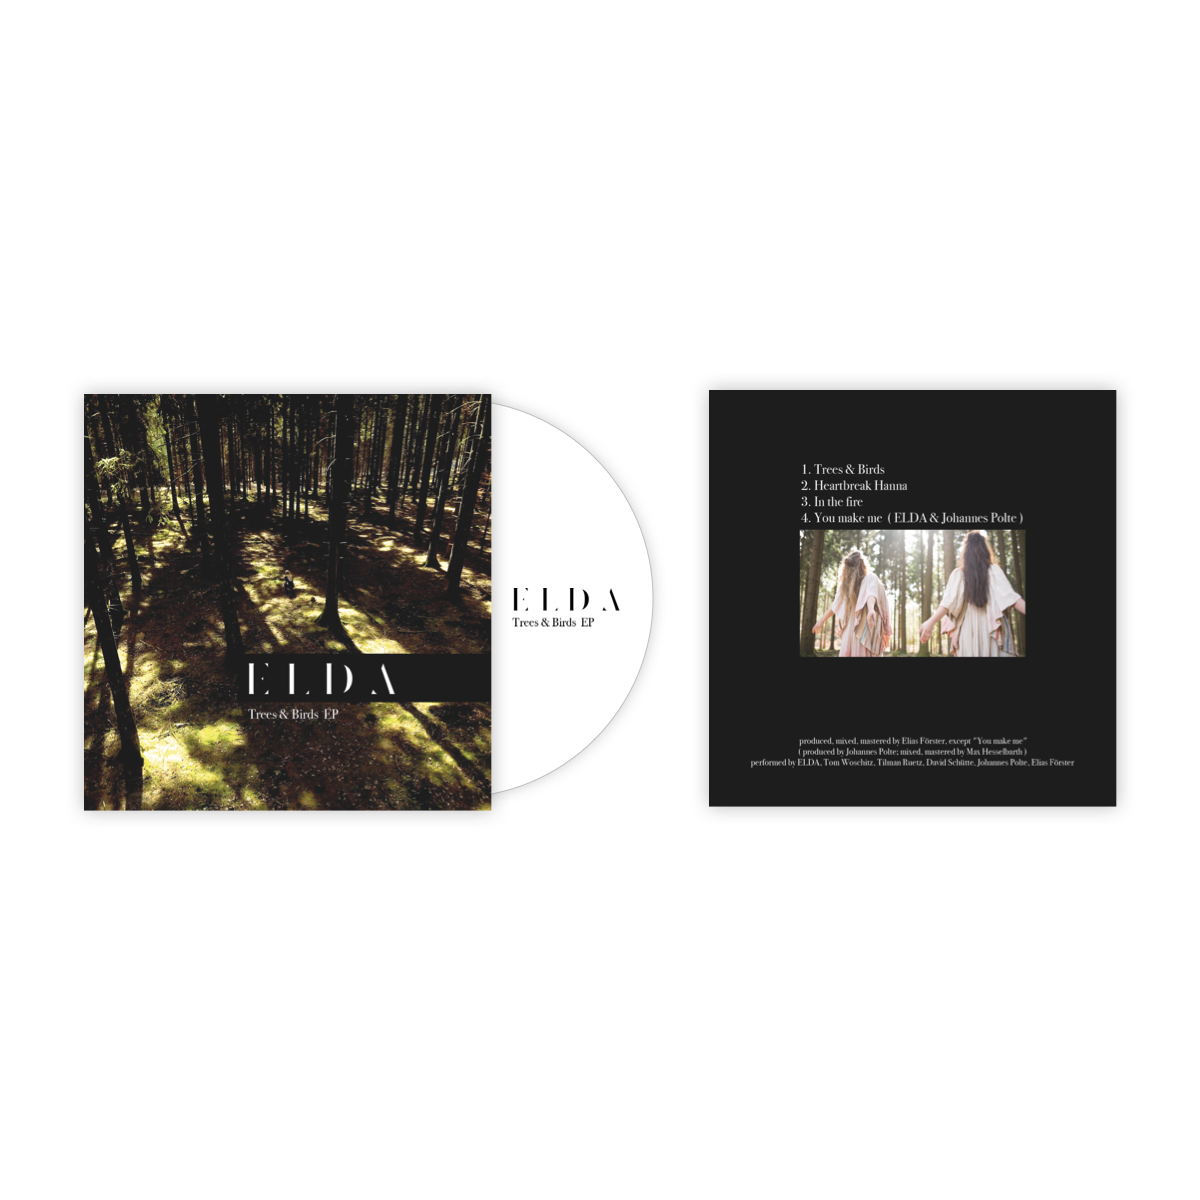 ELDA
Trees & Birds EP
ELDA
Trees & Birds EP
1. Trees & Birds
2. Heartbreak Hanna
3. In the fire
4. You make me ( ELDA & Johannes Polte )
produced, mixed, mastered by Elias Förster, except "You make me"
( produced by Johannes Polte; mixed, mastered by Max Hesselbarth )
performed by ELDA, Tom Woschitz, Tilman Ruetz, David Schütte, Johannes Polte, Elias Förster